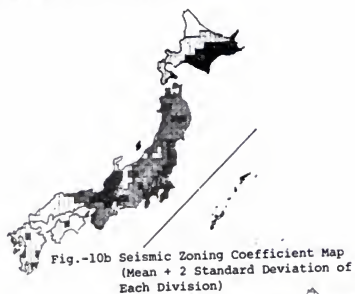 Fig.-10b Seismic Zoning Coefficient Map
(Mean + 2 Standard Deviation of
Each Division)